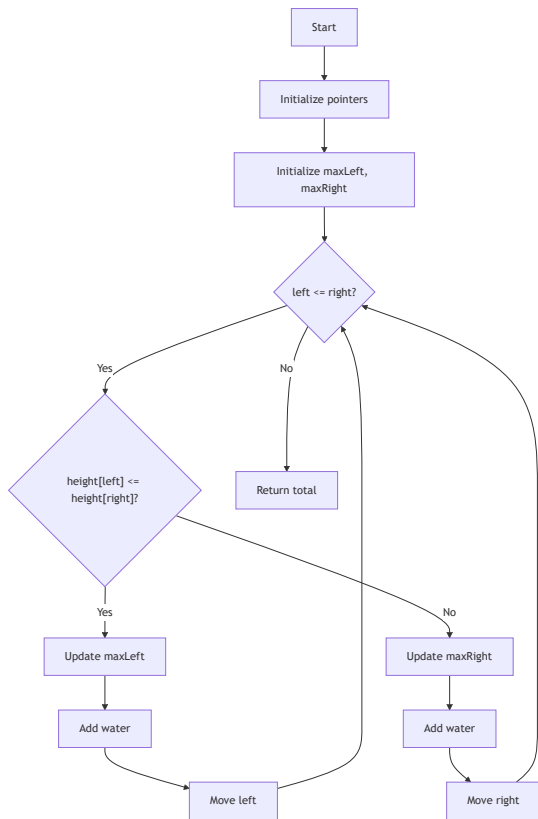 Start
Initialize pointers
Initialize maxLeft,
maxRight
left <= right?
Yes
No
height[left] <=
height[right]?
Return total
Yes
No
Update maxLeft
Update maxRight
Add water
Add water
Move left
Move right